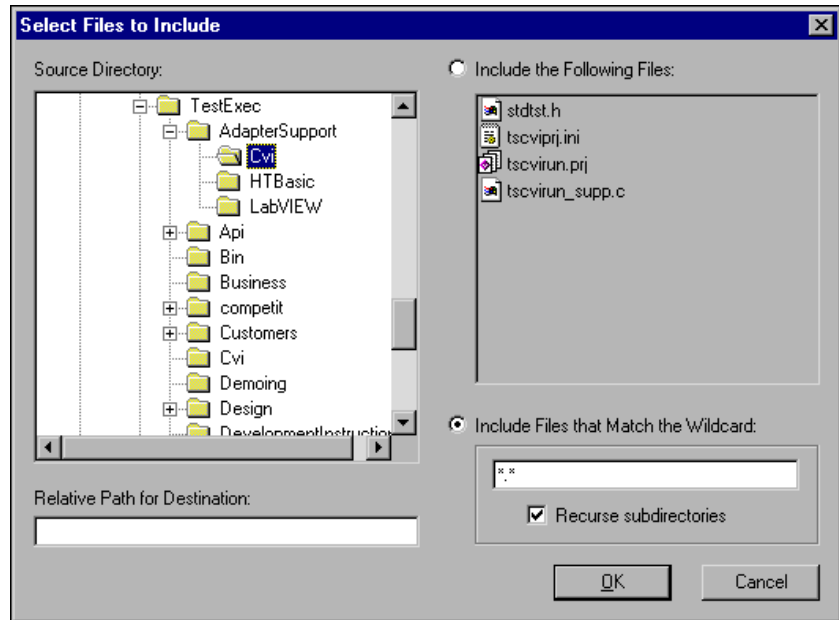 Select Files to Include
Source Directory:
TestExec
AdapterSupport
Cvi
HTBasic
LabVIEW
Api
Bin
Business
competit
Customers
Cvi
Demoing
Design
DevelopmentInstruction
Relative Path for Destination:
Include the Following Files:
stdtst.h
tscviprj.ini
tscvirun.prj
tscvirun_supp.c
Include Files that Match the Wildcard:
*.*
Recurse subdirectories
OK
Cancel